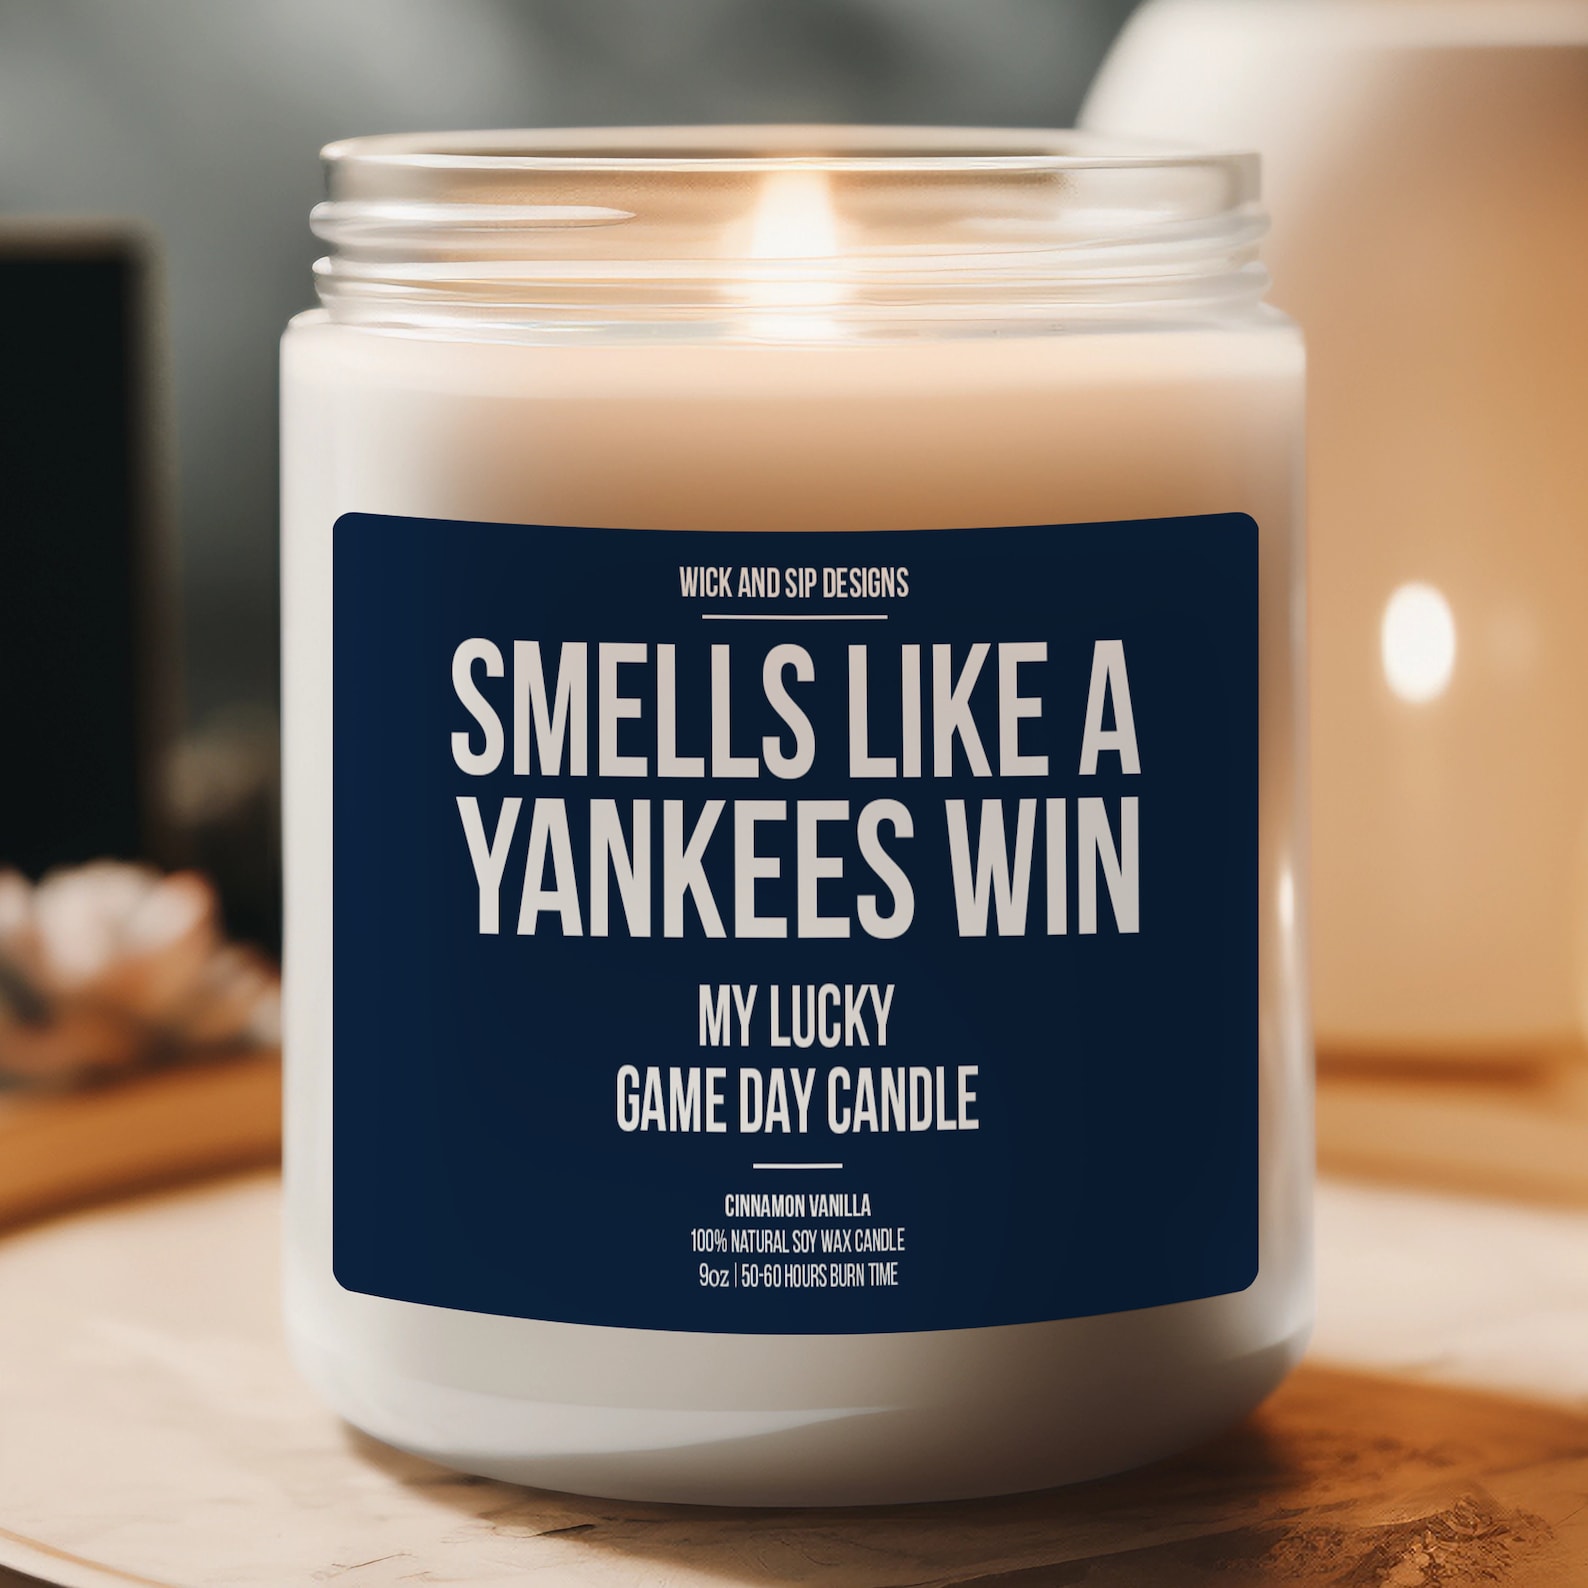 WICK AND SIP DESIGNS
SMELLS LIKE A
YANKEES WIN
MY LUCKY
GAME DAY CANDLE
CINNAMON VANILLA
100% NATURAL SOY WAX CANDLE
9oz | 50-60 HOURS BURN TIME